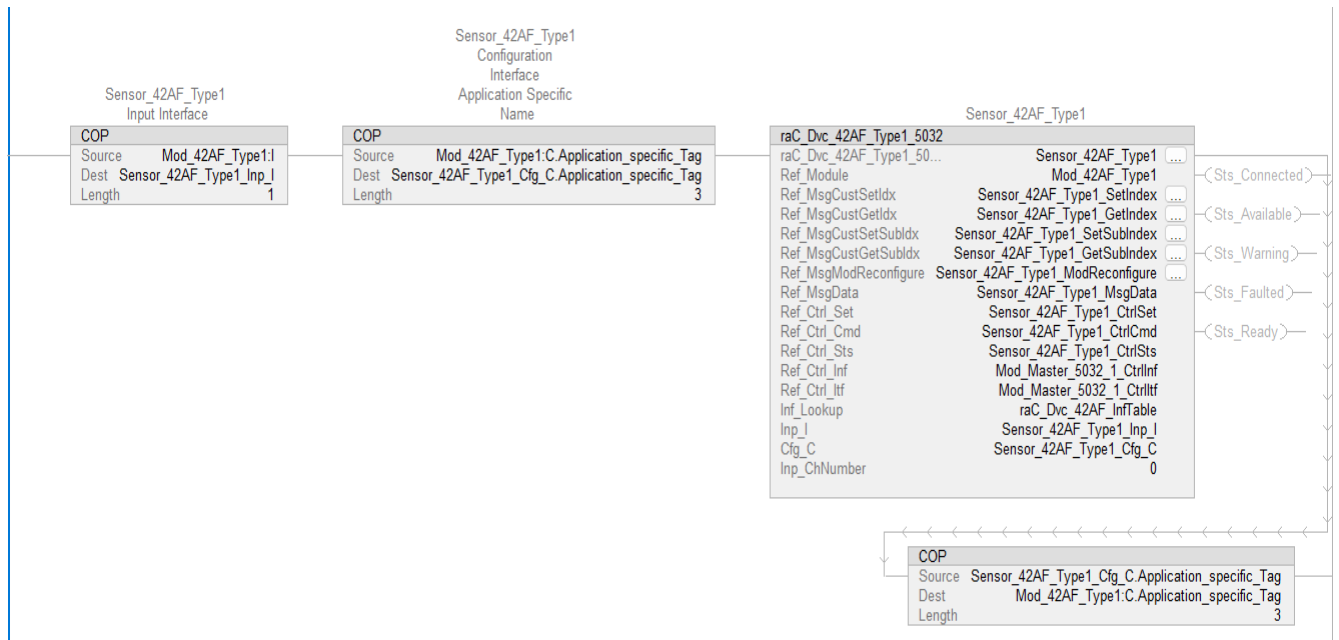 Sensor_42AF_Type1
Input Interface
COP
Source Mod_42AF_Type1:I
Dest Sensor_42AF_Type1_Inp_I
Length 1
Sensor_42AF_Type1
Configuration
Interface
Application Specific
Name
COP
Source Mod_42AF_Type1:C.Application_specific_Tag
Dest Sensor_42AF_Type1_Cfg_C.Application_specific_Tag
Length 3
Sensor_42AF_Type1
raC_Dvc_42AF_Type1_5032
raC_Dvc_42AF_Type1_50... Sensor_42AF_Type1 ...
Ref_Module Mod_42AF_Type1
Ref_MsgCustSetIdx Sensor_42AF_Type1_SetIndex ...
Ref_MsgCustGetIdx Sensor_42AF_Type1_GetIndex ...
Ref_MsgCustSetSubIdx Sensor_42AF_Type1_SetSubIndex ...
Ref_MsgCustGetSubIdx Sensor_42AF_Type1_GetSubIndex ...
Ref_MsgModReconfigure Sensor_42AF_Type1_ModReconfigure ...
Ref_MsgData Sensor_42AF_Type1_MsgData
Ref_Ctrl_Set Sensor_42AF_Type1_CtrlSet
Ref_Ctrl_Cmd Sensor_42AF_Type1_CtrlCmd
Ref_Ctrl_Sts Sensor_42AF_Type1_CtrlSts
Ref_Ctrl_Inf Mod_Master_5032_1_CtrlInf
Ref_Ctrl_Itf Mod_Master_5032_1_CtrlItf
Inf_Lookup raC_Dvc_42AF_InfTable
Inp_I Sensor_42AF_Type1_Inp_I
Cfg_C Sensor_42AF_Type1_Cfg_C
Inp_ChNumber 0
Sts_Connected
Sts_Available
Sts_Warning
Sts_Faulted
Sts_Ready
COP
Source Sensor_42AF_Type1_Cfg_C.Application_specific_Tag
Dest Mod_42AF_Type1:C.Application_specific_Tag
Length 3